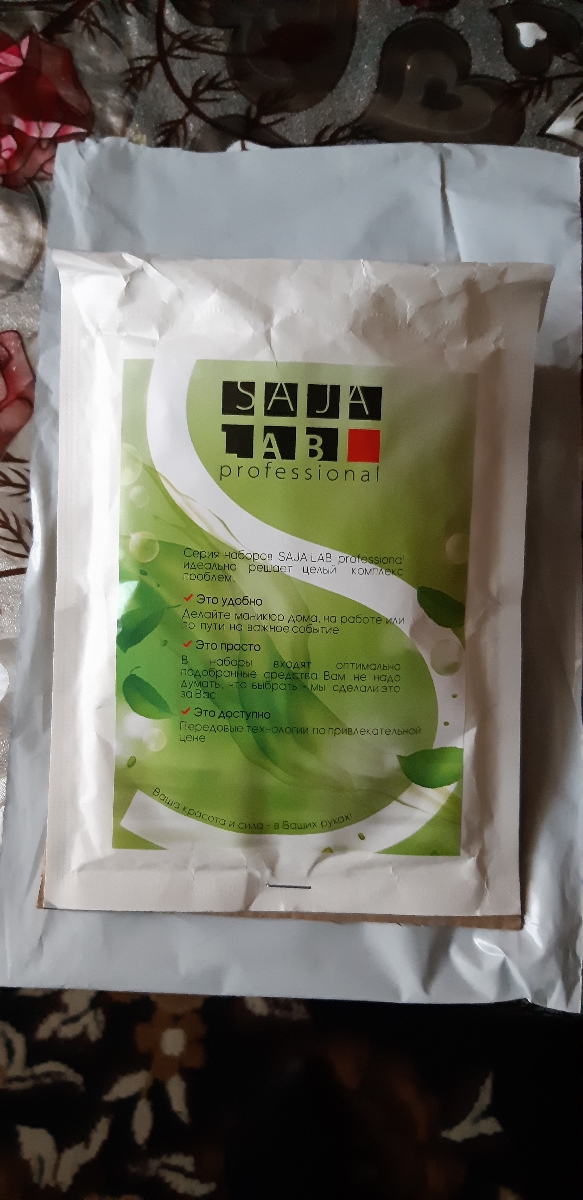 SAJA
LAB
professional
Серия наборов SAJA LAB professional
идеально решает целый комплекс
проблем.
Это удобно
Делайте маникюр дома, на работе или
по пути на важное событие
Это просто
В наборы входят оптимально
подобранные средства Вам не надо
думать, что выбрать - мы сделали это
за Вас
Это доступно
Передовые технологии по привлекательной
цене
Ваша красота и сила - в Ваших руках!